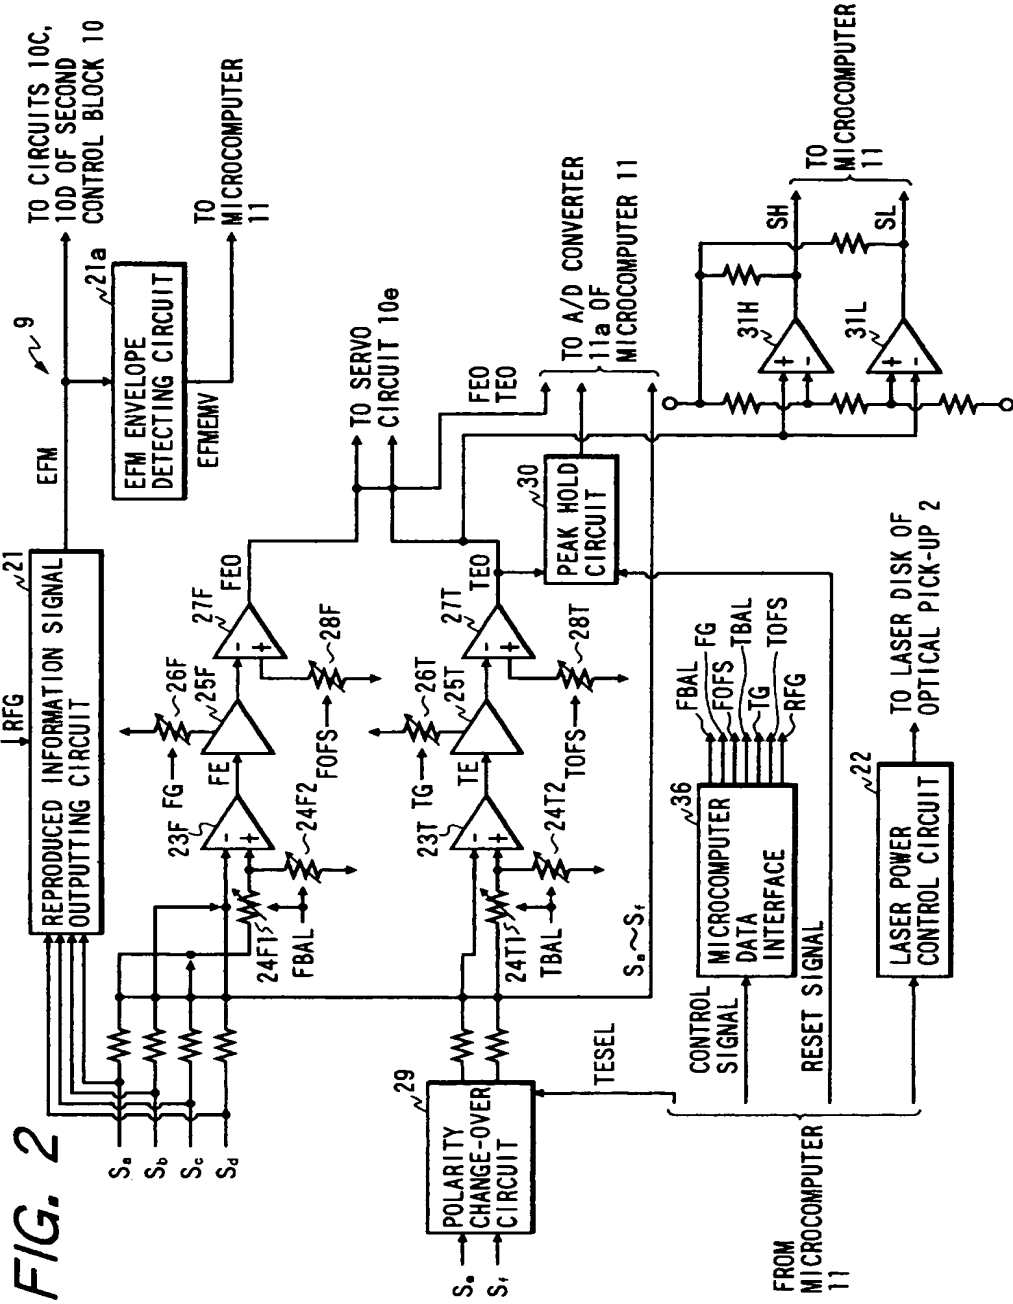 FIG. 2
9
RFG
21
REPRODUCED INFORMATION SIGNAL
OUTPUTTING CIRCUIT
EFM
TO CIRCUITS 10C,
10D OF SECOND
CONTROL BLOCK 10
21a
EFM ENVELOPE
DETECTING CIRCUIT
EFMEMV
TO
MICROCOMPUTER
11
Sa
Sb
Sc
Sd
24F1
FBAL
24F2
23F
FE
FG
26F
25F
27F
FOFS
28F
FEO
TO SERVO
CIRCUIT 10e
FEO
TEO
TO A/D CONVERTER
11a OF
MICROCOMPUTER 11
Se
Sf
29
POLARITY
CHANGE-OVER
CIRCUIT
TESEL
24T1
TBAL
24T2
23T
TE
TG
26T
25T
27T
TOFS
28T
TEO
30
PEAK HOLD
CIRCUIT
Sa~Sf
31H
31L
SH
SL
TO
MICROCOMPUTER
11
FROM
MICROCOMPUTER
11
CONTROL
SIGNAL
36
MICROCOMPUTER
DATA
INTERFACE
FBAL
FG
FOFS
TBAL
TG
TOFS
RFG
RESET SIGNAL
22
LASER POWER
CONTROL CIRCUIT
TO LASER DISK OF
OPTICAL PICK-UP 2